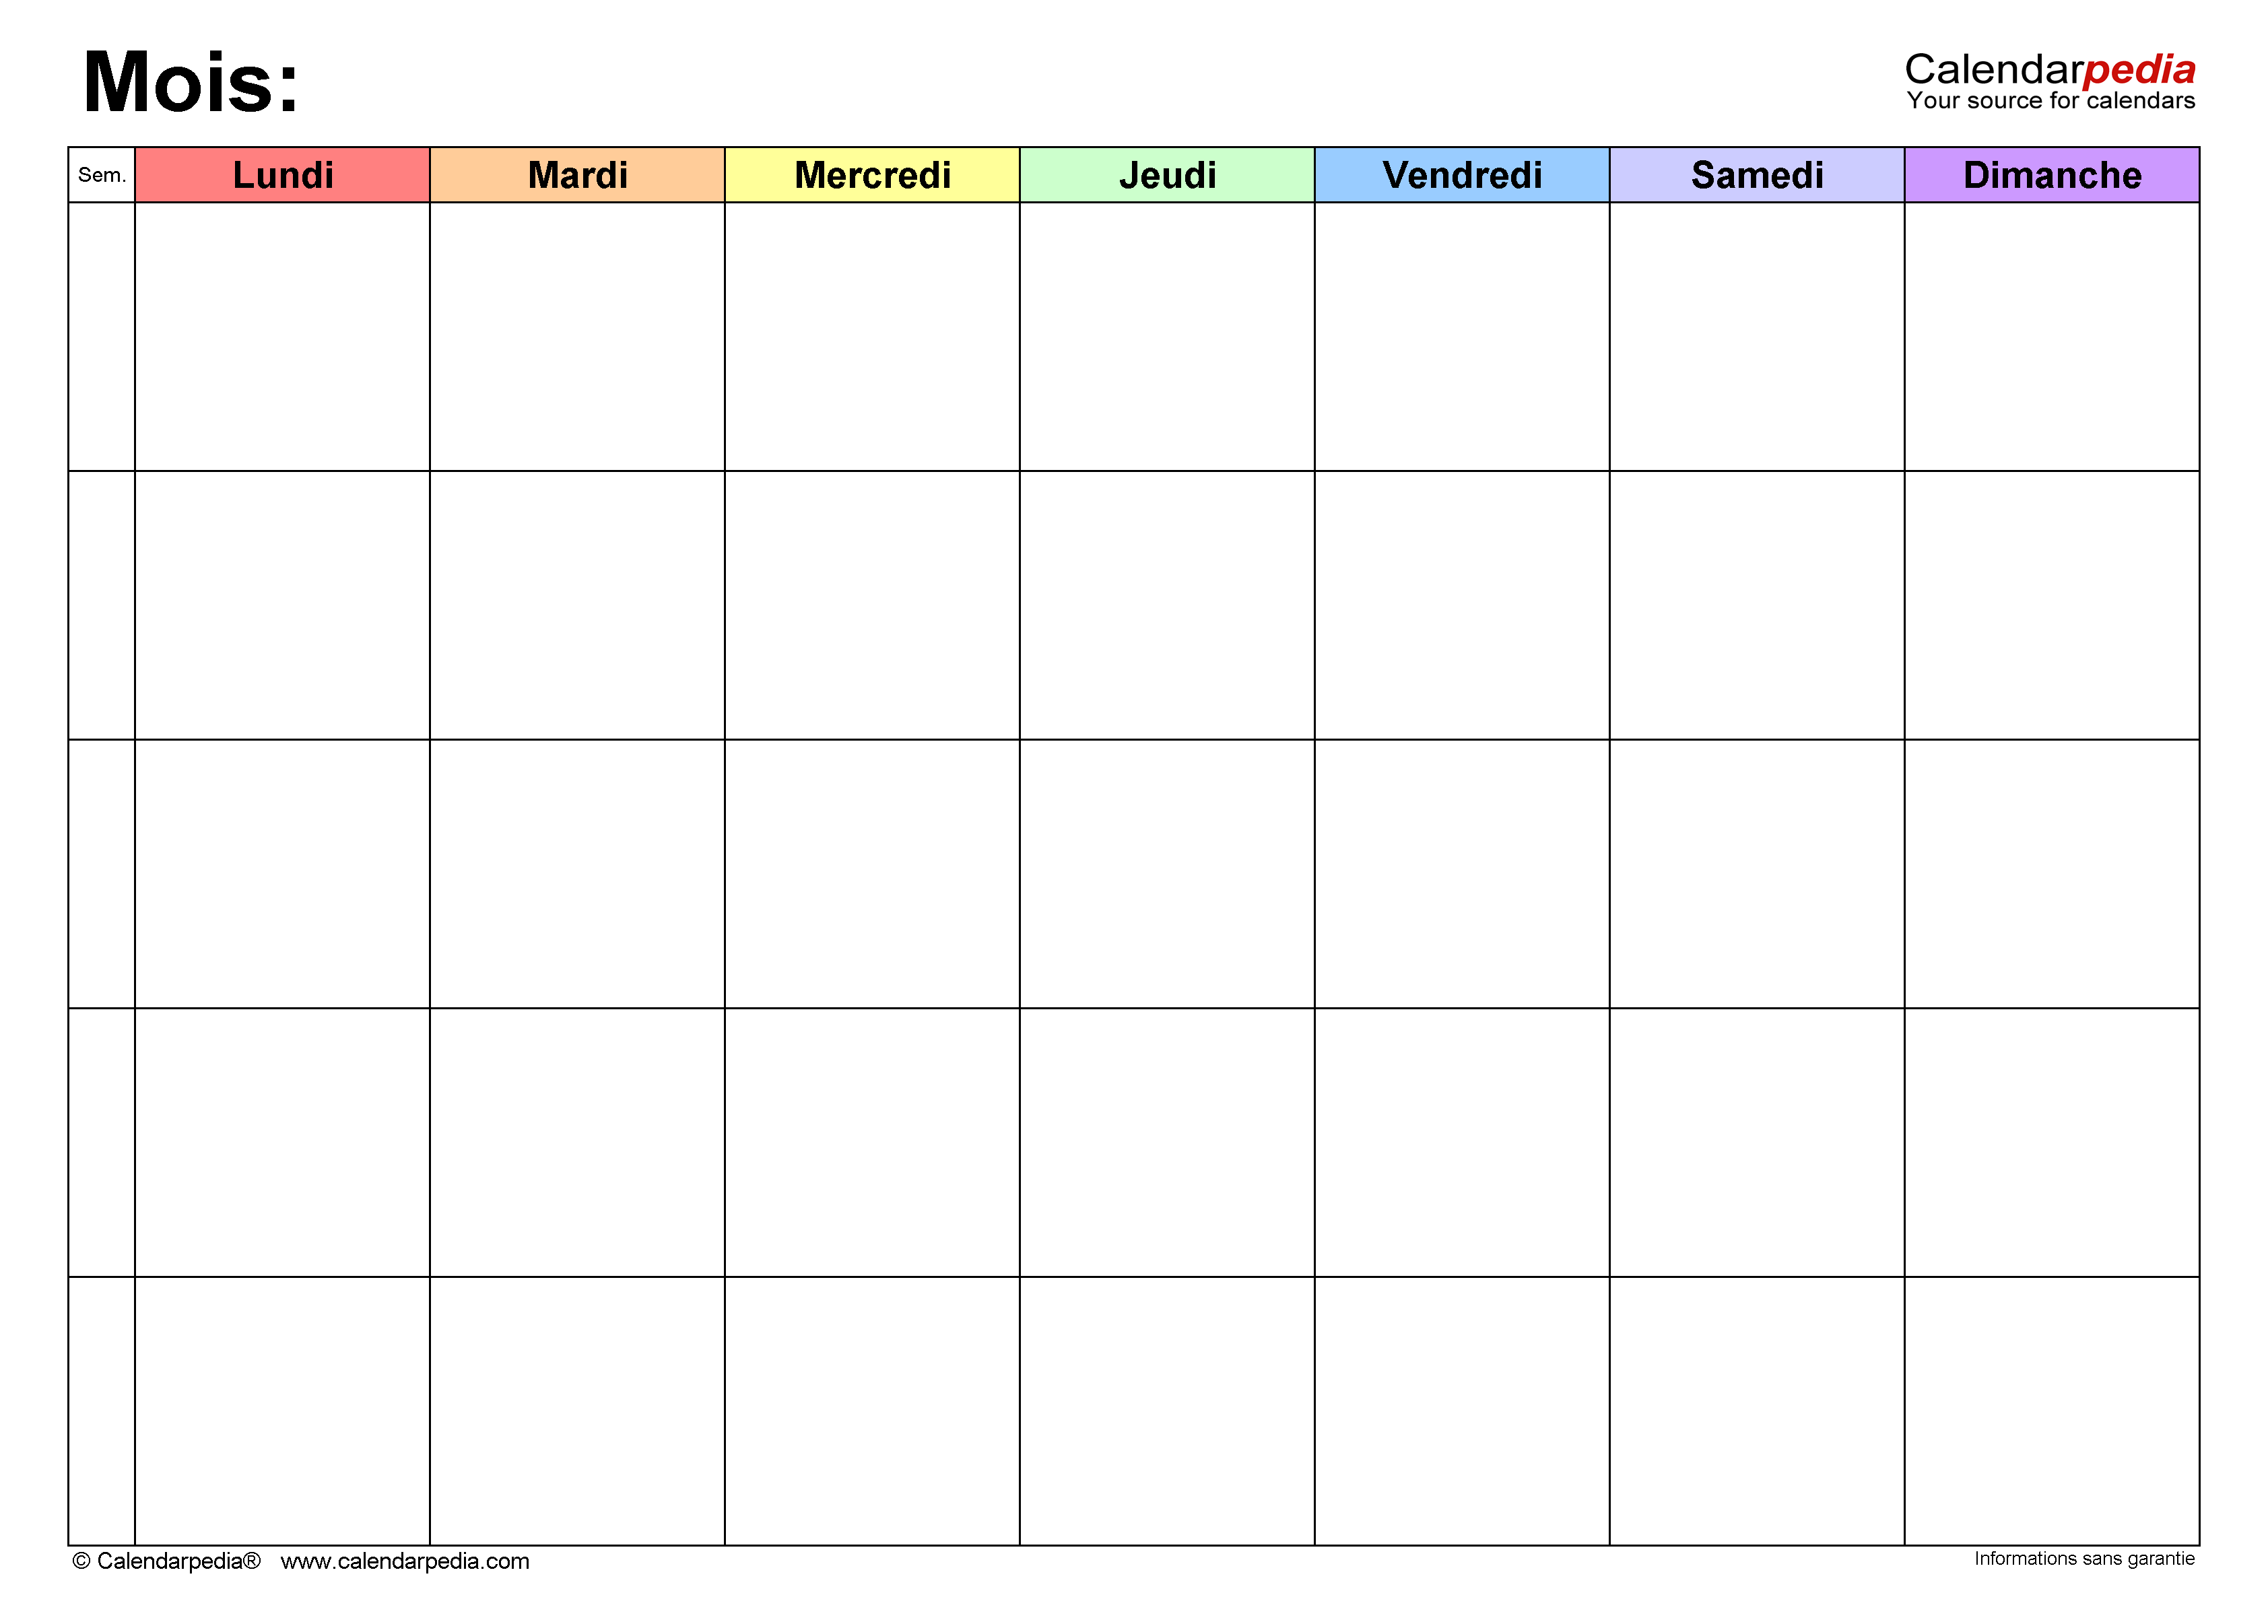 Mois:
Calendarpedia
Your source for calendars
Sem. Lundi Mardi Mercredi Jeudi Vendredi Samedi Dimanche
© Calendarpedia® www.calendarpedia.com
Informations sans garantie